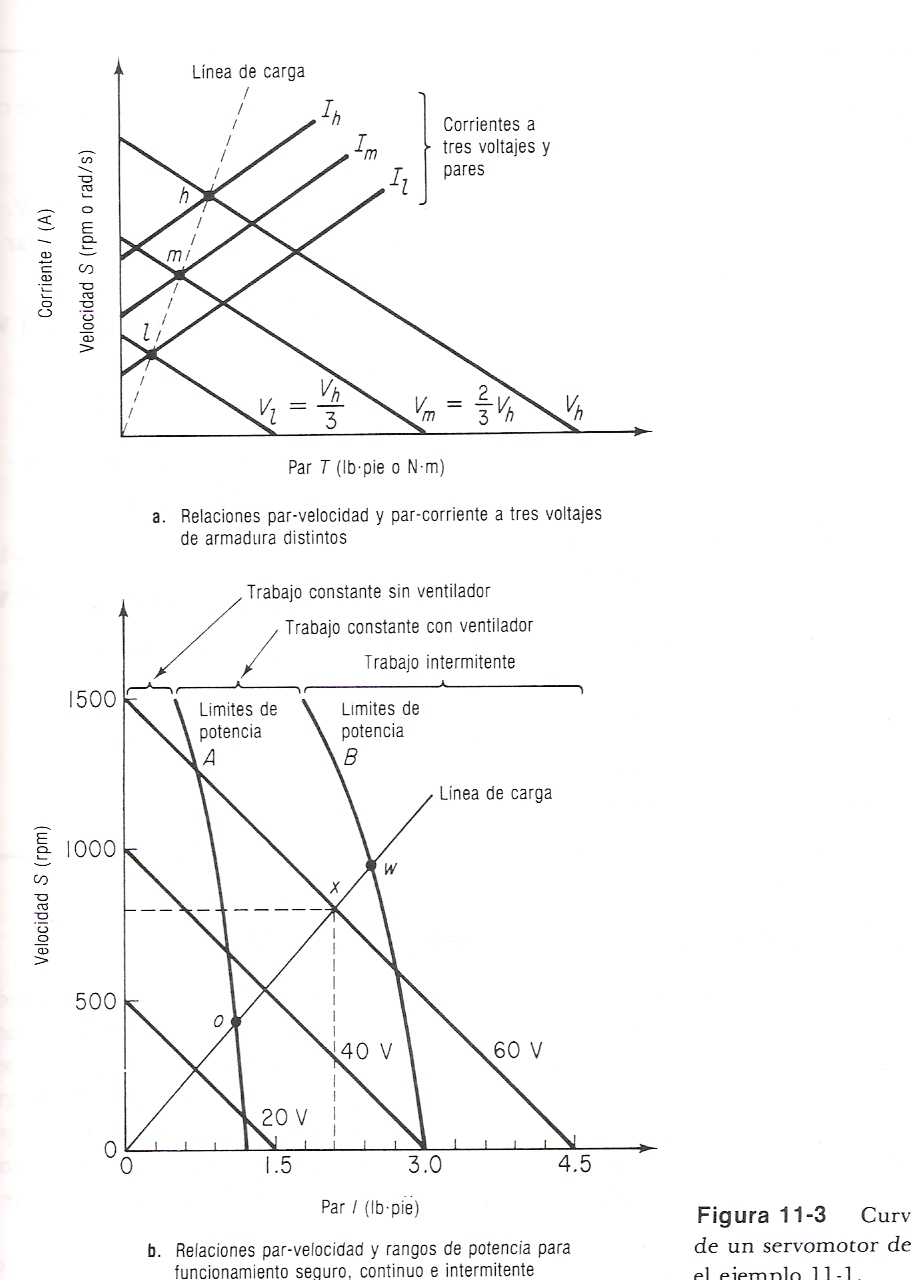 Línea de carga
I_h
I_m
I_l
Corrientes a
tres voltajes y
pares
h
m
l
Corriente I (A)
Velocidad S (rpm o rad/s)
V_l = V_h/3
V_m = 2/3 V_h
V_h
Par T (lb·pie o N·m)
a. Relaciones par-velocidad y par-corriente a tres voltajes
de armadura distintos
Trabajo constante sin ventilador
Trabajo constante con ventilador
Trabajo intermitente
1500
Limites de
potencia
A
Limites de
potencia
B
Línea de carga
1000
w
x
Velocidad S (rpm)
500
o
40 V
60 V
20 V
0
0
1.5
3.0
4.5
Par I (lb·pie)
b. Relaciones par-velocidad y rangos de potencia para
funcionamiento seguro, continuo e intermitente
Figura 11-3 Curv
de un servomotor de
el ejemplo 11-1.